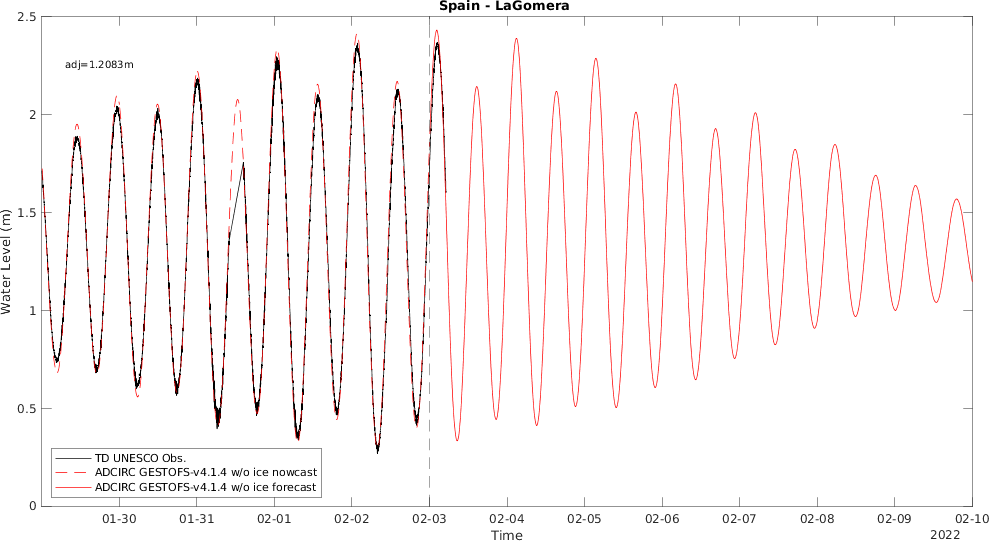 Spain - LaGomera
adj=1.2083m
Water Level (m)
2.5
2
1.5
1
0.5
0
TD UNESCO Obs.
ADCIRC GESTOFS-v4.1.4 w/o ice nowcast
ADCIRC GESTOFS-v4.1.4 w/o ice forecast
01-30 01-31 02-01 02-02 02-03 02-04 02-05 02-06 02-07 02-08 02-09 02-10
Time
2022